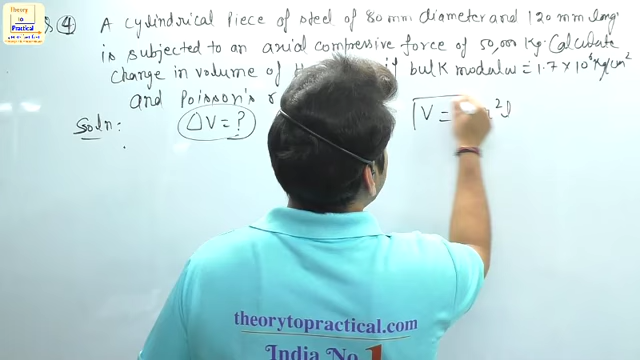 Theory
to
Practical
Q ④ A cylindrical piece of steel of 80 mm diameter and 120 mm long
is subjected to an axial compressive force of 50,000 Kg. Calculate
change in volume of if bulk modulus = 1.7 × 10⁶ Kg/cm²
and Poisson's
Soln:
ΔV = ?
V =
theorytopractical.com
India No 1